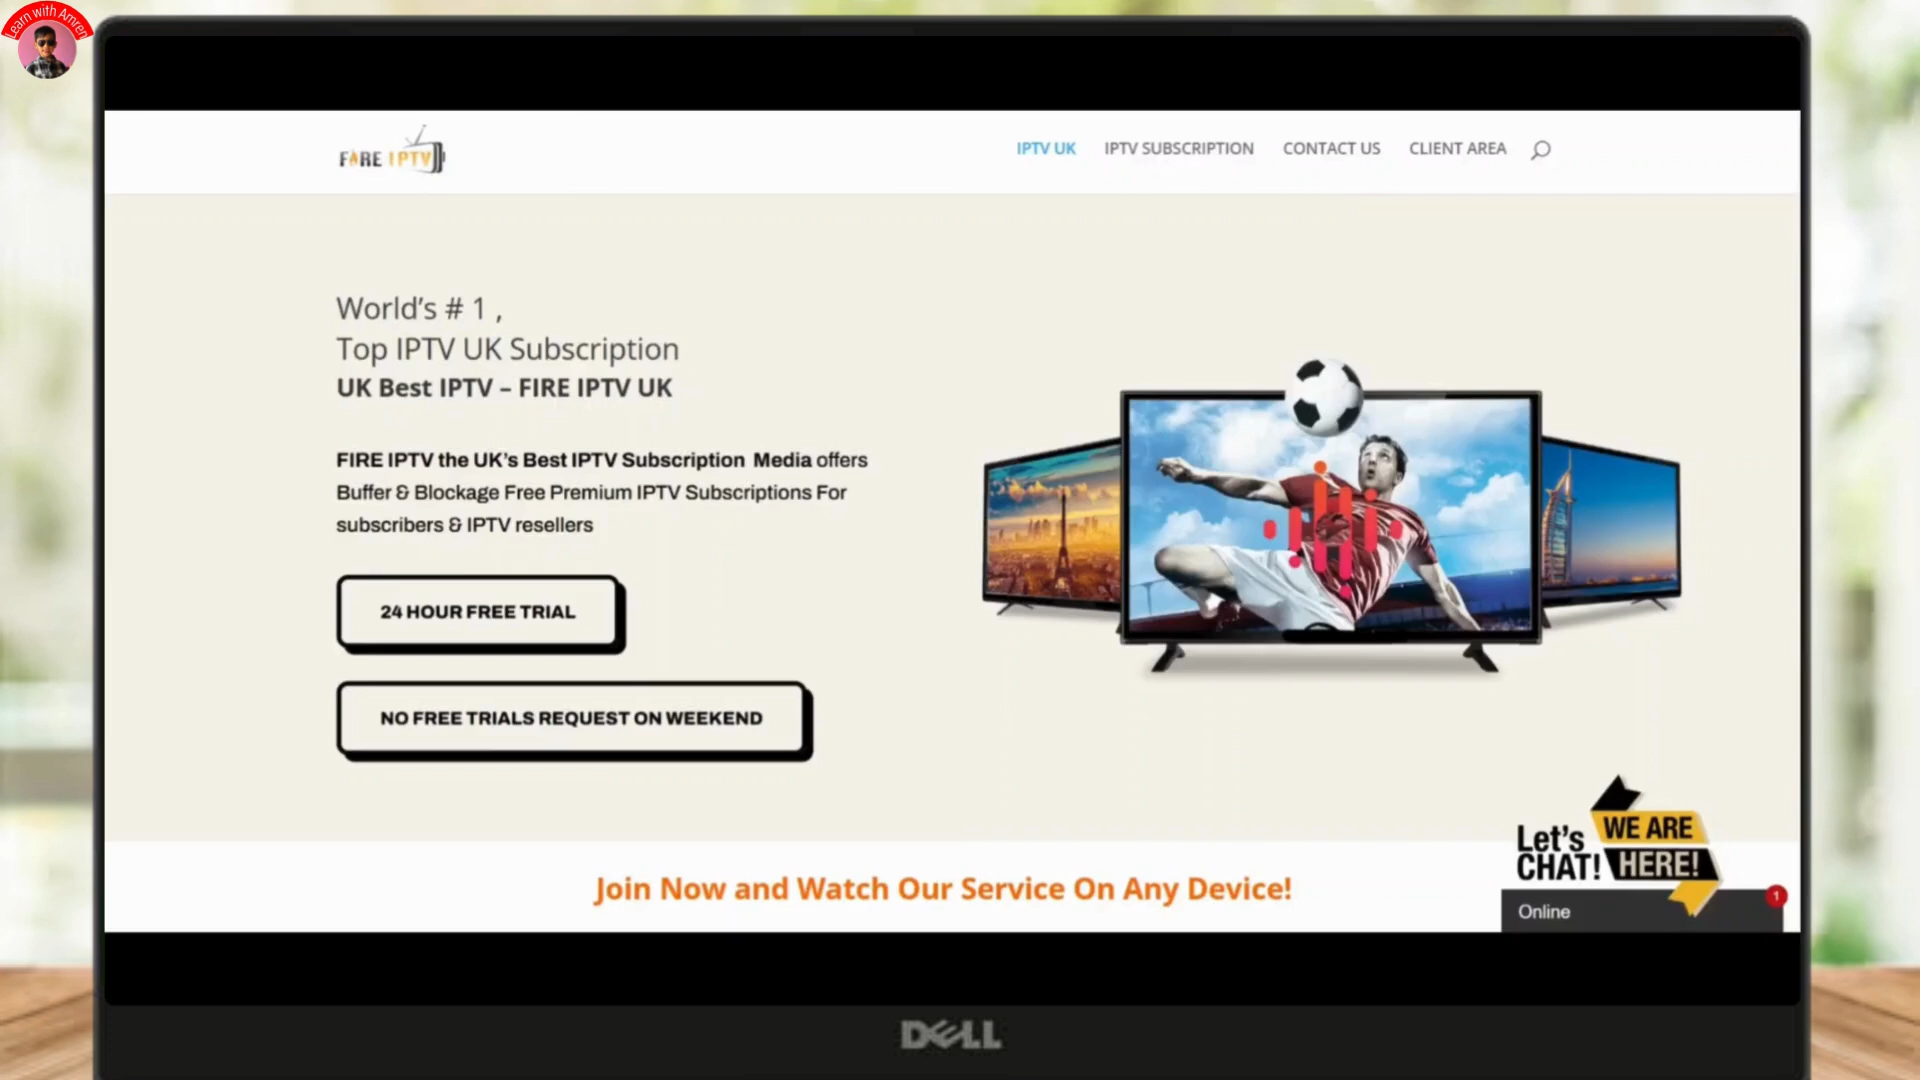 Learn with Amren
FIRE IPTV
IPTV UK
IPTV SUBSCRIPTION
CONTACT US
CLIENT AREA
World's # 1 ,
Top IPTV UK Subscription
UK Best IPTV – FIRE IPTV UK
FIRE IPTV the UK's Best IPTV Subscription Media offers
Buffer & Blockage Free Premium IPTV Subscriptions For
subscribers & IPTV resellers
24 HOUR FREE TRIAL
NO FREE TRIALS REQUEST ON WEEKEND
Let's
CHAT!
WE ARE
HERE!
Join Now and Watch Our Service On Any Device!
Online
1
DELL